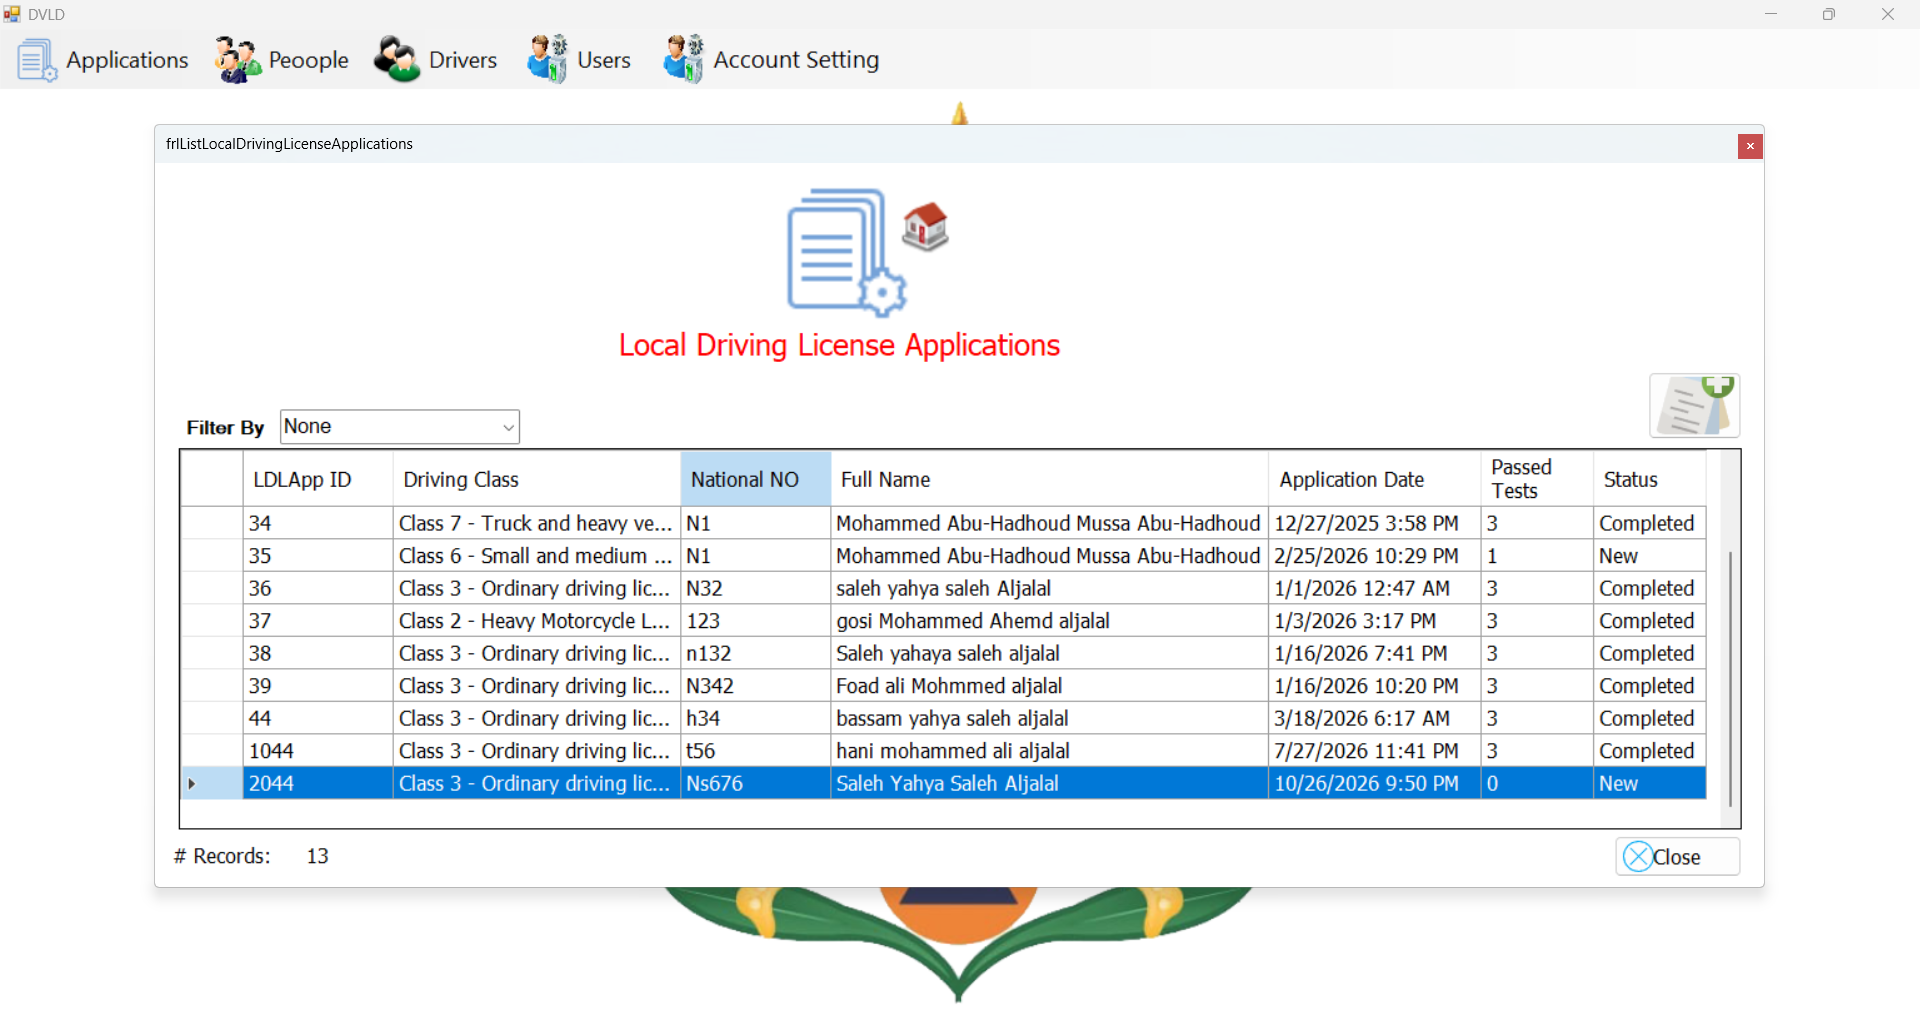 DVLD
Applications Peoople Drivers Users Account Setting
frlListLocalDrivingLicenseApplications
Local Driving License Applications
Filter By None
LDLApp ID Driving Class National NO Full Name Application Date Passed Tests Status
34 Class 7 - Truck and heavy ve... N1 Mohammed Abu-Hadhoud Mussa Abu-Hadhoud 12/27/2025 3:58 PM 3 Completed
35 Class 6 - Small and medium ... N1 Mohammed Abu-Hadhoud Mussa Abu-Hadhoud 2/25/2026 10:29 PM 1 New
36 Class 3 - Ordinary driving lic... N32 saleh yahya saleh Aljalal 1/1/2026 12:47 AM 3 Completed
37 Class 2 - Heavy Motorcycle L... 123 gosi Mohammed Ahemd aljalal 1/3/2026 3:17 PM 3 Completed
38 Class 3 - Ordinary driving lic... n132 Saleh yahaya saleh aljalal 1/16/2026 7:41 PM 3 Completed
39 Class 3 - Ordinary driving lic... N342 Foad ali Mohmmed aljalal 1/16/2026 10:20 PM 3 Completed
44 Class 3 - Ordinary driving lic... h34 bassam yahya saleh aljalal 3/18/2026 6:17 AM 3 Completed
1044 Class 3 - Ordinary driving lic... t56 hani mohammed ali aljalal 7/27/2026 11:41 PM 3 Completed
2044 Class 3 - Ordinary driving lic... Ns676 Saleh Yahya Saleh Aljalal 10/26/2026 9:50 PM 0 New
# Records: 13
Close